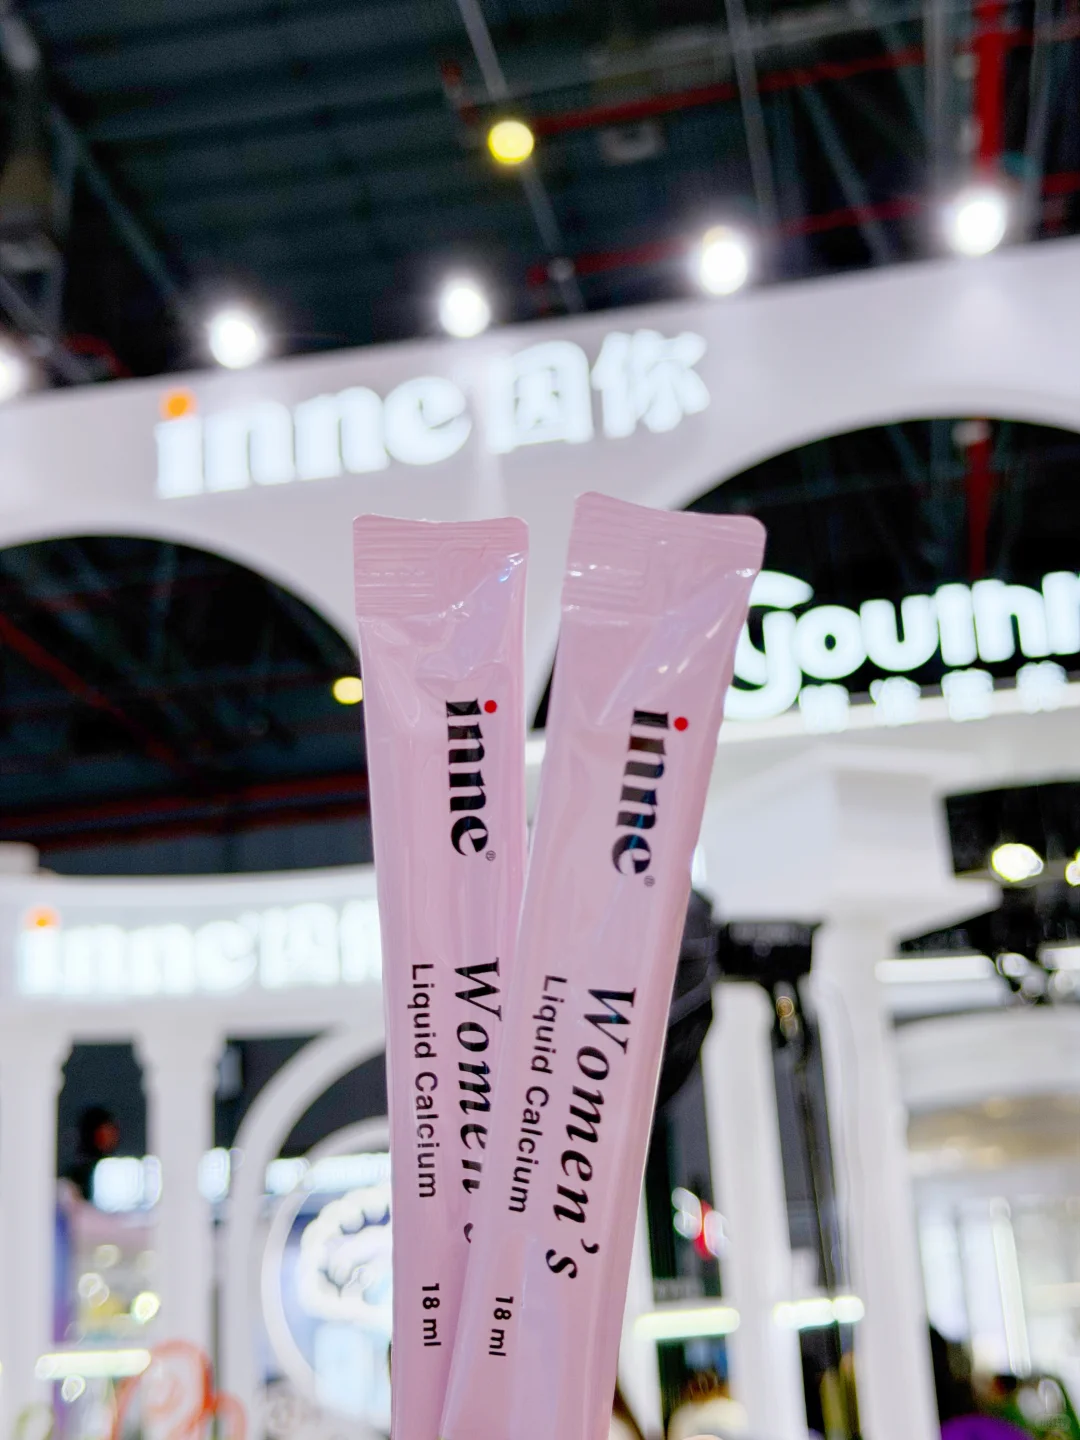 inne因你
youinn
inne因你
inne®
Women's
Liquid Calcium
18 ml
inne®
Women's
Liquid Calcium
18 ml